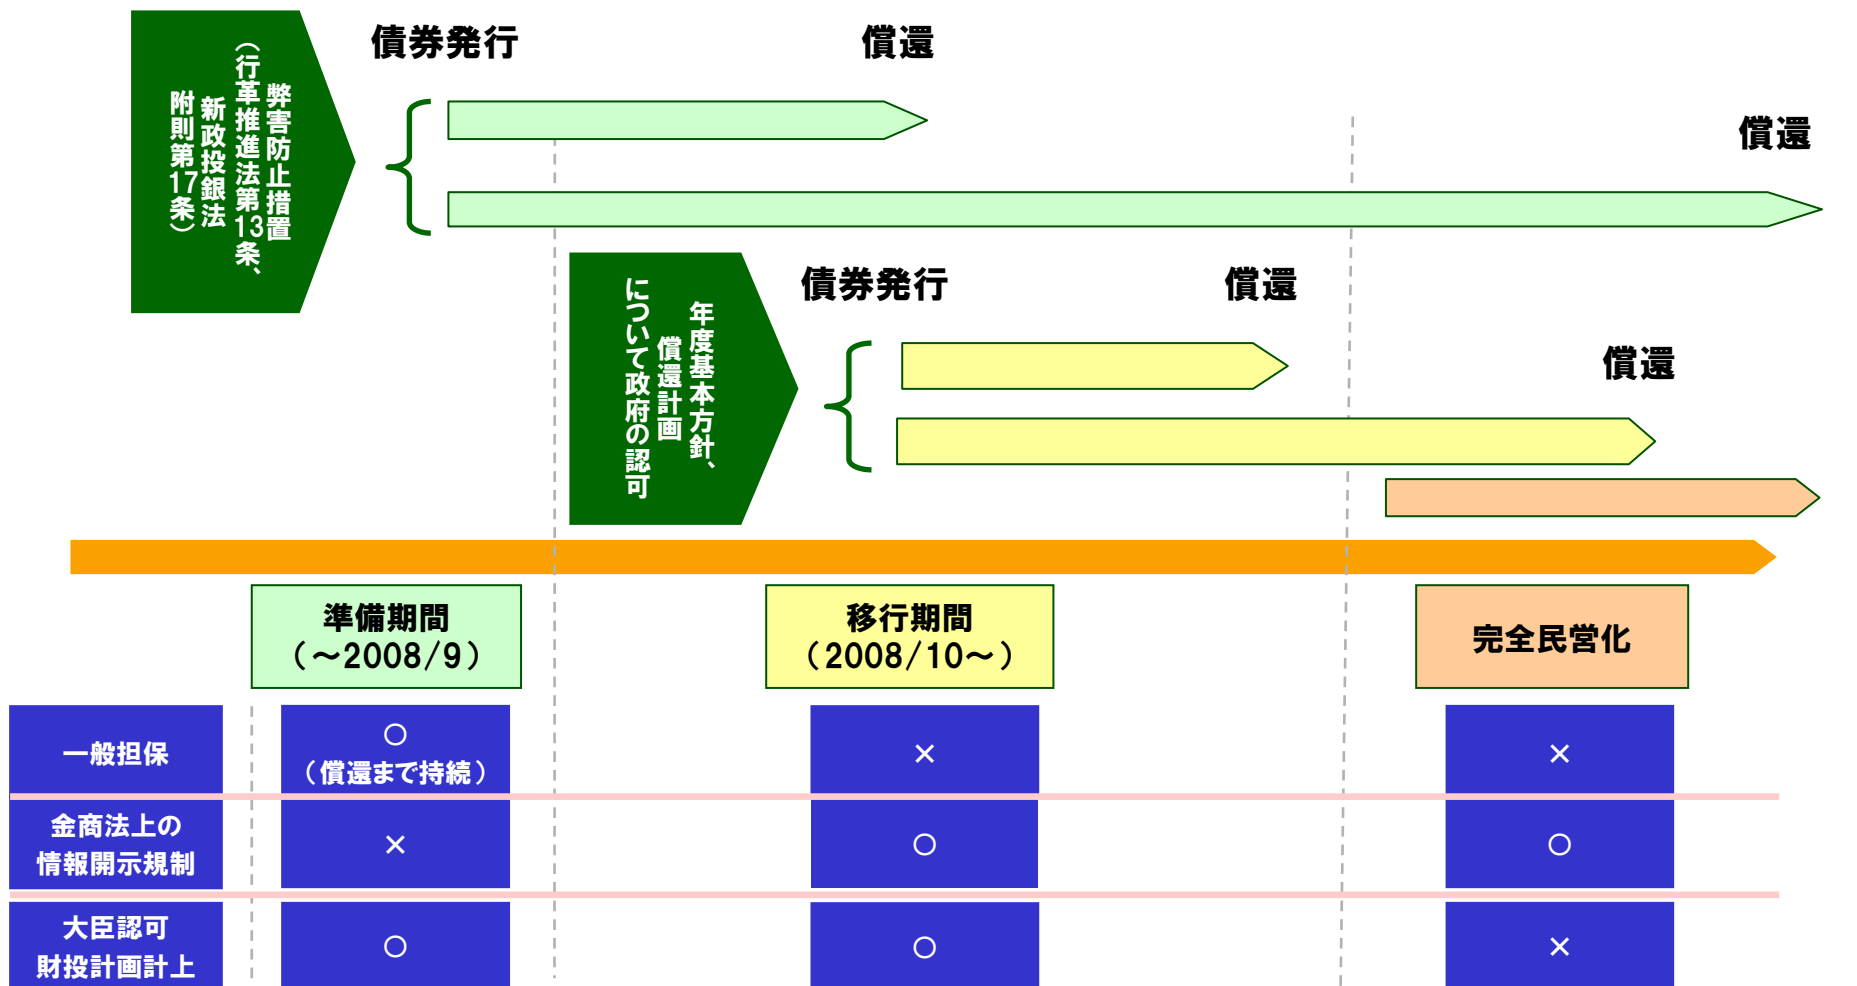 債券発行
償還
弊害防止措置
（行革推進法第13条、
新政投銀法
附則第17条）
償還
債券発行
償還
年度基本方針、
償還計画
について政府の認可
償還
準備期間
（～2008/9）
移行期間
（2008/10～）
完全民営化
一般担保
○
（償還まで持続）
×
×
金商法上の
情報開示規制
×
○
○
大臣認可
財投計画計上
○
○
×